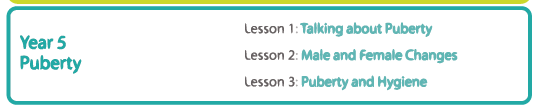 Year 5
Puberty
Lesson 1: Talking about Puberty
Lesson 2: Male and Female Changes
Lesson 3: Puberty and Hygiene